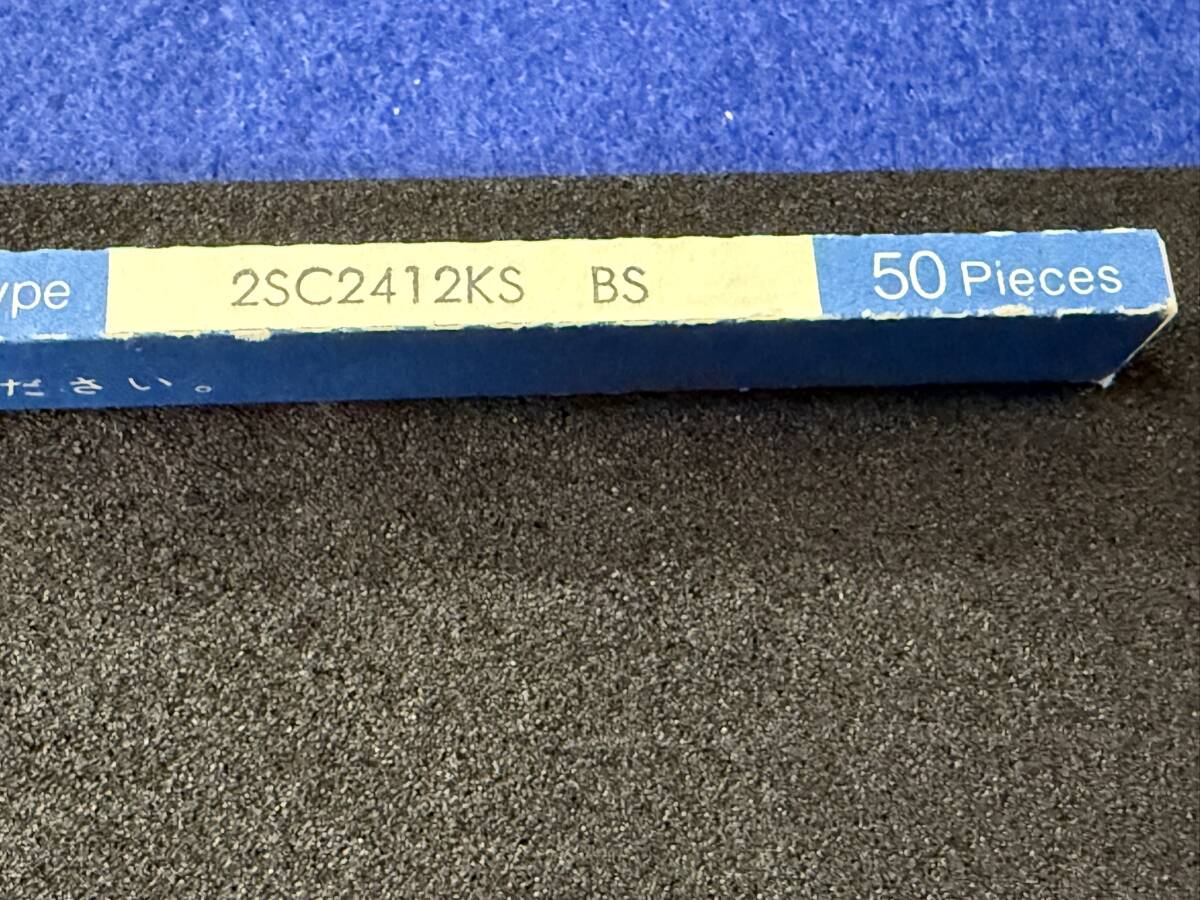 ype 2SC2412KS BS 50 Pieces
ださい。